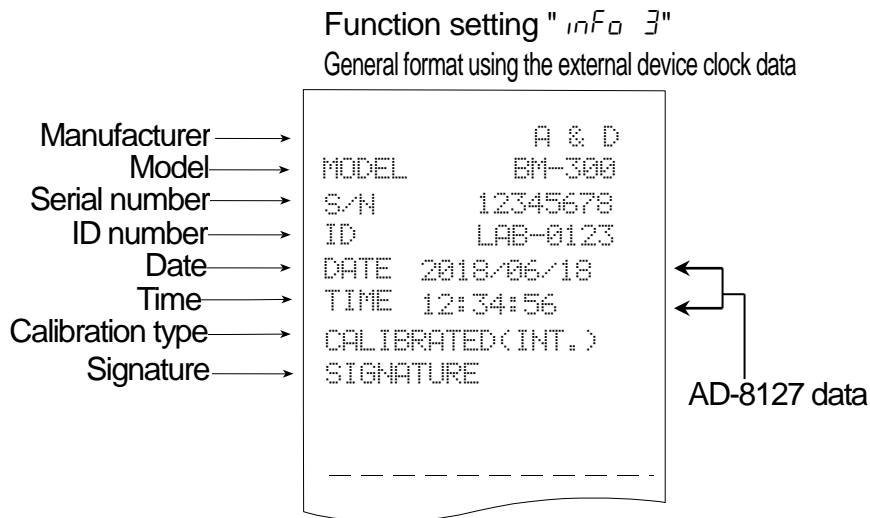 Function setting " info 3"
General format using the external device clock data
Manufacturer A & D
Model MODEL BM-300
Serial number S/N 12345678
ID number ID LAB-0123
Date DATE 2018/06/18
Time TIME 12:34:56
Calibration type CALIBRATED(INT.)
Signature SIGNATURE
AD-8127 data